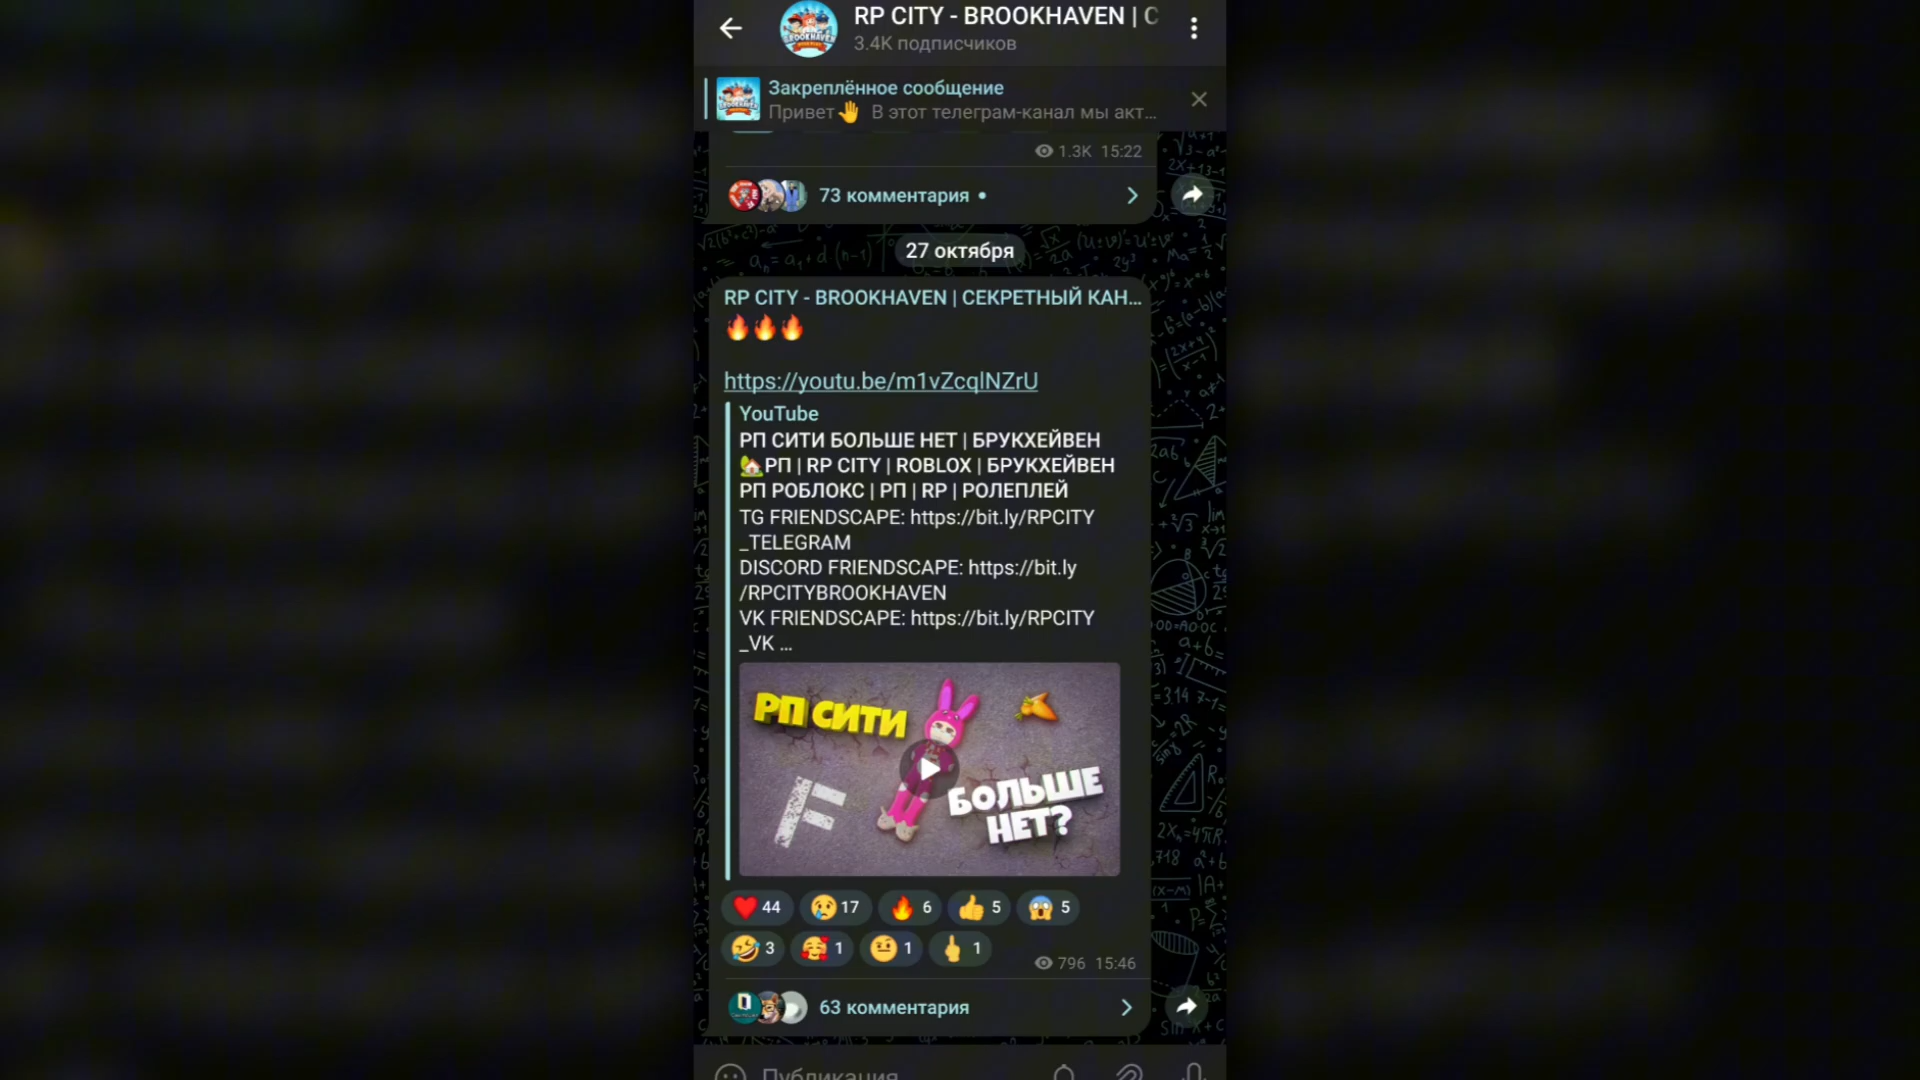 RP CITY - BROOKHAVEN | C
3.4K подписчиков
Закреплённое сообщение
Привет👋 В этот телеграм-канал мы акт...
1.3K 15:22
73 комментария •
27 октября
RP CITY - BROOKHAVEN | СЕКРЕТНЫЙ КАН...
🔥🔥🔥
https://youtu.be/m1vZcqlNZrU
YouTube
РП СИТИ БОЛЬШЕ НЕТ | БРУКХЕЙВЕН
🏡РП | RP CITY | ROBLOX | БРУКХЕЙВЕН
РП РОБЛОКС | РП | RP | РОЛЕПЛЕЙ
TG FRIENDSCAPE: https://bit.ly/RPCITY
_TELEGRAM
DISCORD FRIENDSCAPE: https://bit.ly
/RPCITYBROOKHAVEN
VK FRIENDSCAPE: https://bit.ly/RPCITY
_VK ...
РП СИТИ
F
БОЛЬШЕ
НЕТ?
❤️ 44 😢 17 🔥 6 👍 5 😱 5
🤣 3 🥰 1 🤨 1 🖕 1
796 15:46
63 комментария
Публикация